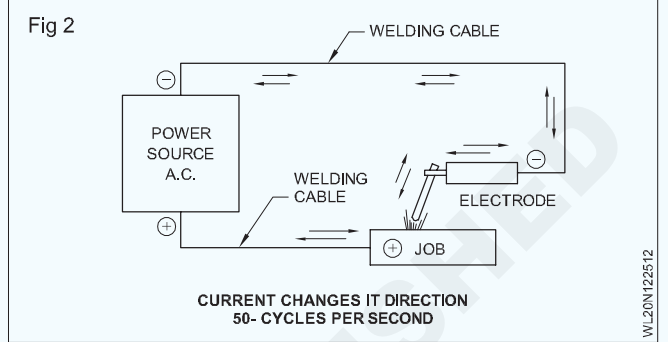 Fig 2
WELDING CABLE
−
POWER
SOURCE
A.C.
WELDING
CABLE
−
ELECTRODE
+
+ JOB
CURRENT CHANGES IT DIRECTION
50- CYCLES PER SECOND
WL20N122512
SHED